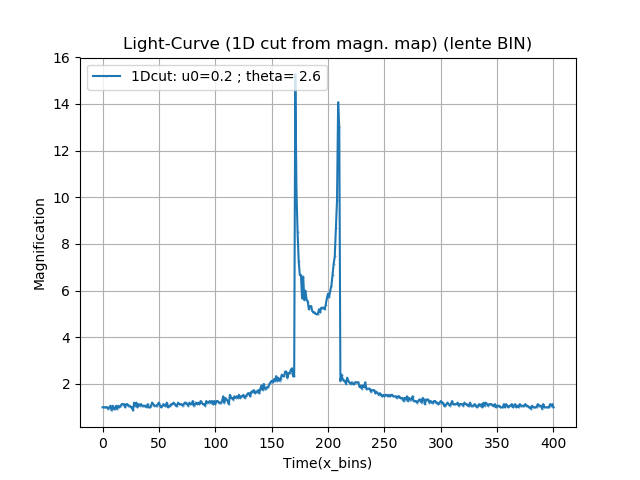 Light-Curve (1D cut from magn. map) (lente BIN)
1Dcut: u0=0.2 ; theta= 2.6
16
14
12
10
8
6
4
2
Magnification
0 50 100 150 200 250 300 350 400
Time(x_bins)